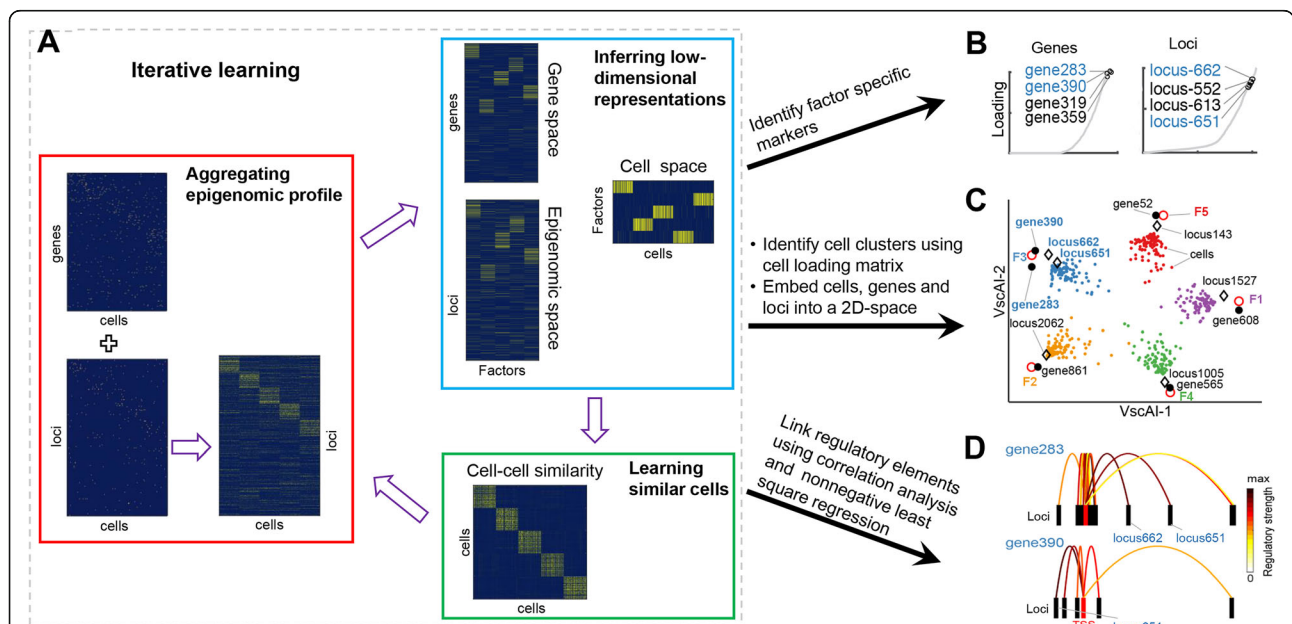 A
Iterative learning
Aggregating
epigenomic profile
genes
cells
loci
cells
loci
cells
Inferring low-
dimensional
representations
genes
Gene space
loci
Epigenomic space
Factors
Cell space
Factors
cells
Cell-cell similarity
Learning
similar cells
cells
cells
Identify factor specific
markers
• Identify cell clusters using
cell loading matrix
• Embed cells, genes and
loci into a 2D-space
Link regulatory elements
using correlation analysis
and nonnegative least
square regression
B
Genes
Loci
Loading
gene283
gene390
gene319
gene359
locus-662
locus-552
locus-613
locus-651
C
VscAI-2
VscAI-1
gene52
F5
locus143
cells
gene390
locus662
locus651
F3
gene283
locus1527
F1
gene608
locus2062
gene861
F2
locus1005
gene565
F4
D
gene283
Loci
locus662
locus651
gene390
Loci
TSS
max
Regulatory strength
0